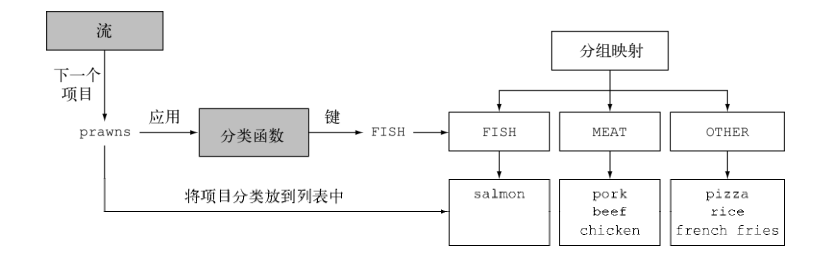 流
下一个
项目
prawns
应用
分类函数
键
FISH
将项目分类放到列表中
分组映射
FISH
MEAT
OTHER
salmon
pork
beef
chicken
pizza
rice
french fries